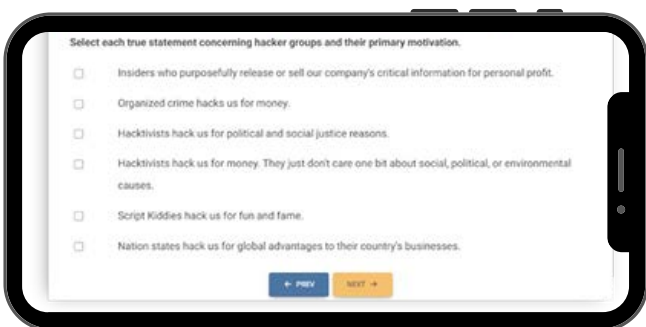 Select each true statement concerning hacker groups and their primary motivation.
Insiders who purposefully release or sell our company's critical information for personal profit.
Organized crime hacks us for money.
Hacktivists hack us for political and social justice reasons.
Hacktivists hack us for money. They just don't care one bit about social, political, or environmental
causes.
Script Kiddies hack us for fun and fame.
Nation states hack us for global advantages to their country's businesses.
← PREV
NEXT →